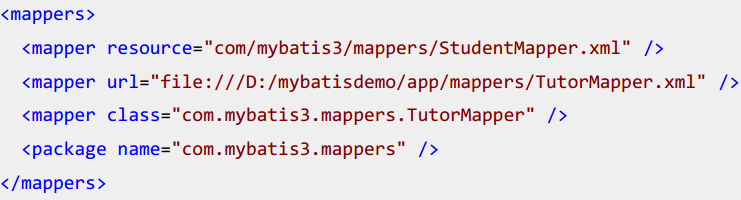 <mappers>
<mapper resource="com/mybatis3/mappers/StudentMapper.xml" />
<mapper url="file:///D:/mybatisdemo/app/mappers/TutorMapper.xml" />
<mapper class="com.mybatis3.mappers.TutorMapper" />
<package name="com.mybatis3.mappers" />
</mappers>